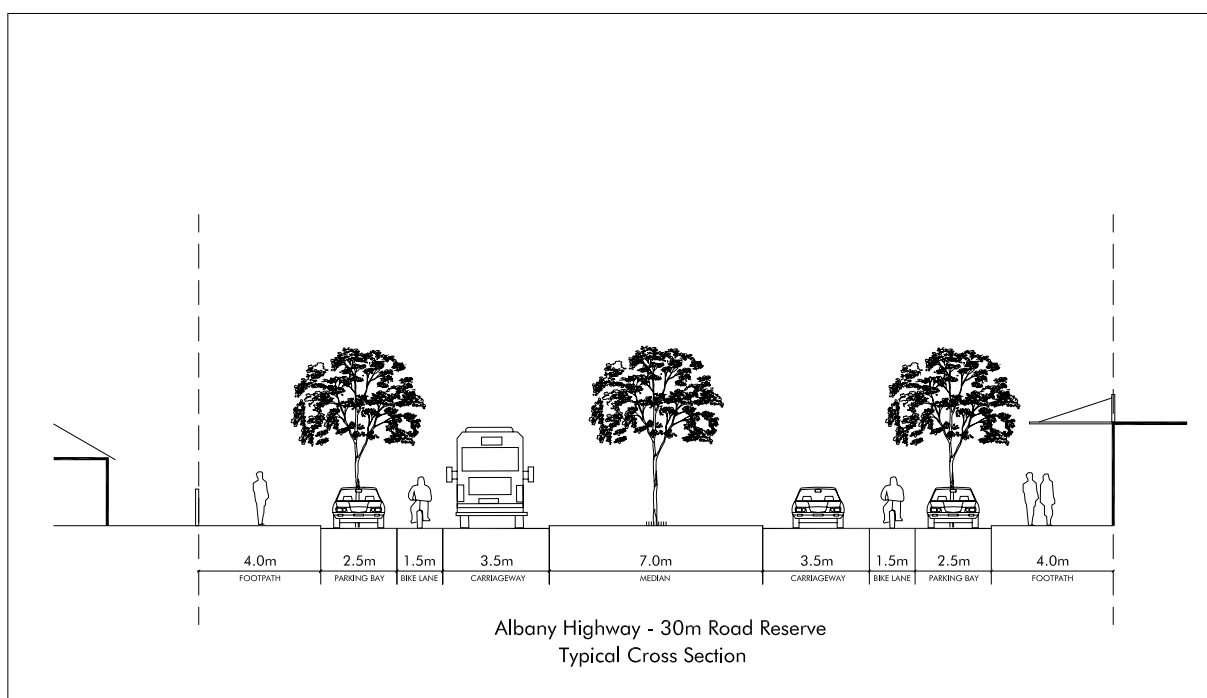 4.0m 2.5m 1.5m 3.5m 7.0m 3.5m 1.5m 2.5m 4.0m
FOOTPATH PARKING BAY BIKE LANE CARRIAGEWAY MEDIAN CARRIAGEWAY BIKE LANE PARKING BAY FOOTPATH
Albany Highway - 30m Road Reserve
Typical Cross Section